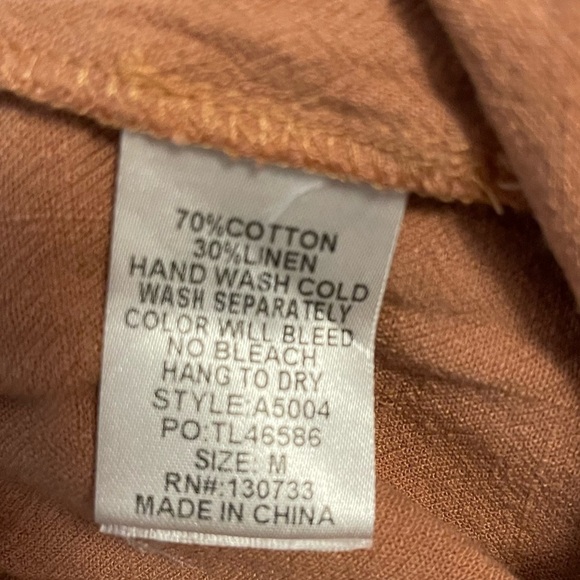 70%COTTON
30%LINEN
HAND WASH COLD
WASH SEPARATELY
COLOR WILL BLEED
NO BLEACH
HANG TO DRY
STYLE:A5004
PO:TL46586
SIZE: M
RN#:130733
MADE IN CHINA